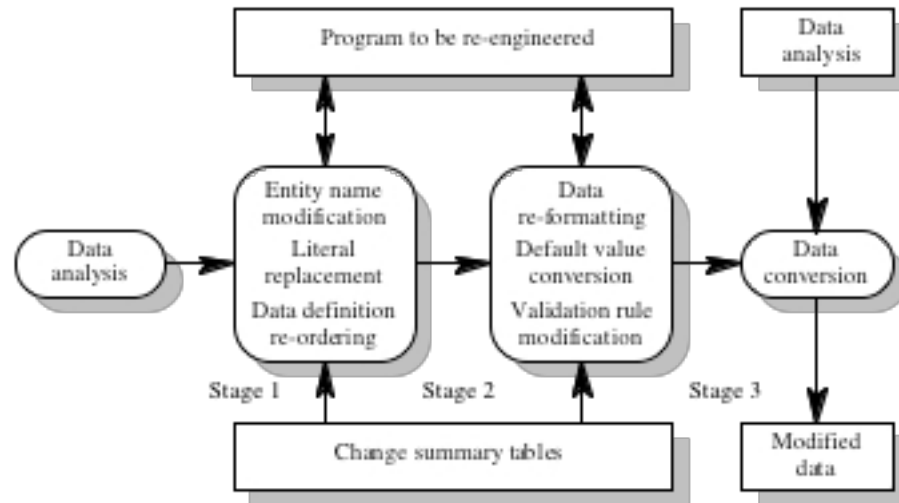 Program to be re-engineered
Data
analysis
Entity name
modification
Literal
replacement
Data definition
re-ordering
Data
re-formatting
Default value
conversion
Validation rule
modification
Data
analysis
Data
conversion
Stage 1
Stage 2
Stage 3
Change summary tables
Modified
data